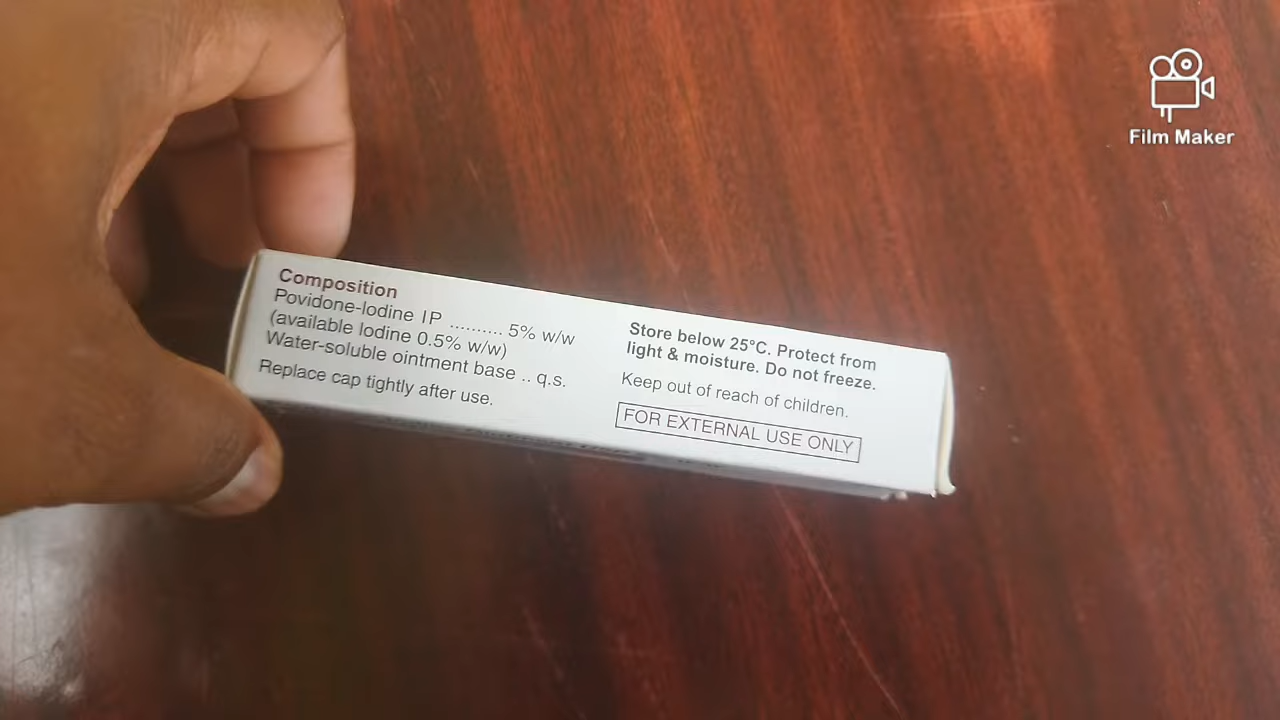 Composition
Povidone-Iodine IP .......... 5% w/w
(available Iodine 0.5% w/w)
Water-soluble ointment base .. q.s.
Replace cap tightly after use.
Store below 25°C. Protect from
light & moisture. Do not freeze.
Keep out of reach of children.
FOR EXTERNAL USE ONLY
Film Maker